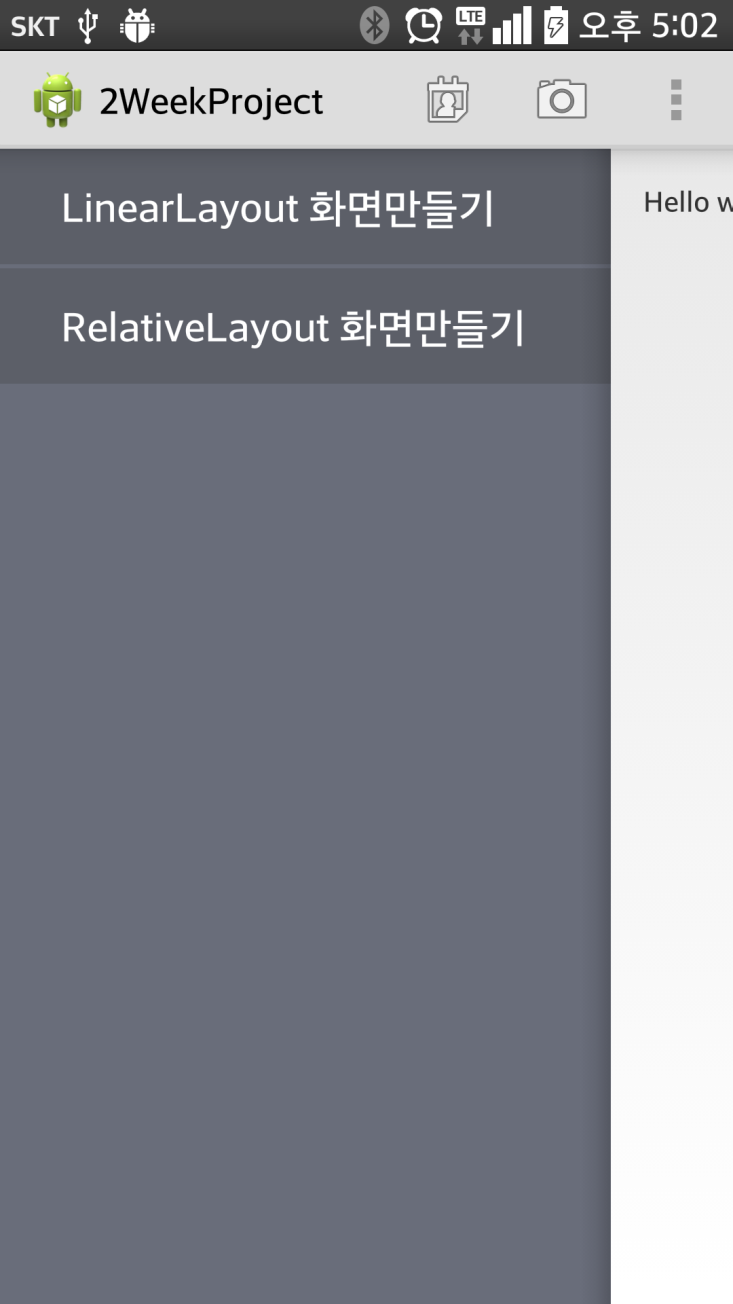 SKT LTE 오후 5:02
2WeekProject
LinearLayout 화면만들기
Hello w
RelativeLayout 화면만들기